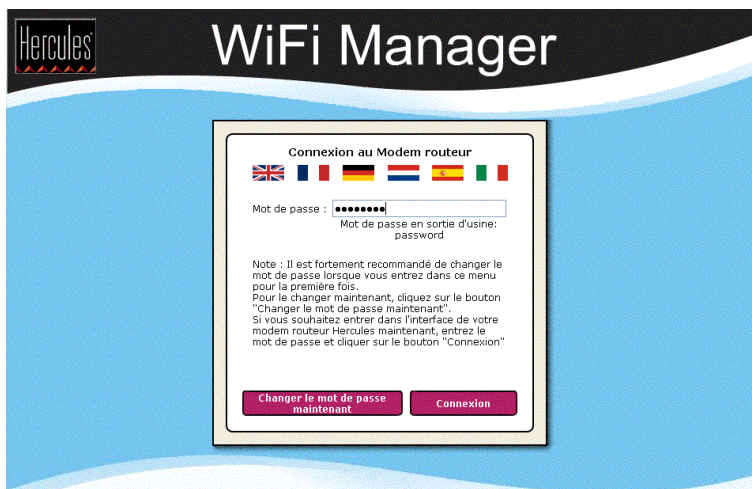 Hercules
WiFi Manager
Connexion au Modem routeur
Mot de passe : ●●●●●●●●
Mot de passe en sortie d'usine:
password
Note : Il est fortement recommandé de changer le
mot de passe lorsque vous entrez dans ce menu
pour la première fois.
Pour le changer maintenant, cliquez sur le bouton
"Changer le mot de passe maintenant".
Si vous souhaitez entrer dans l'interface de votre
modem routeur Hercules maintenant, entrez le
mot de passe et cliquer sur le bouton "Connexion"
Changer le mot de passe
maintenant
Connexion